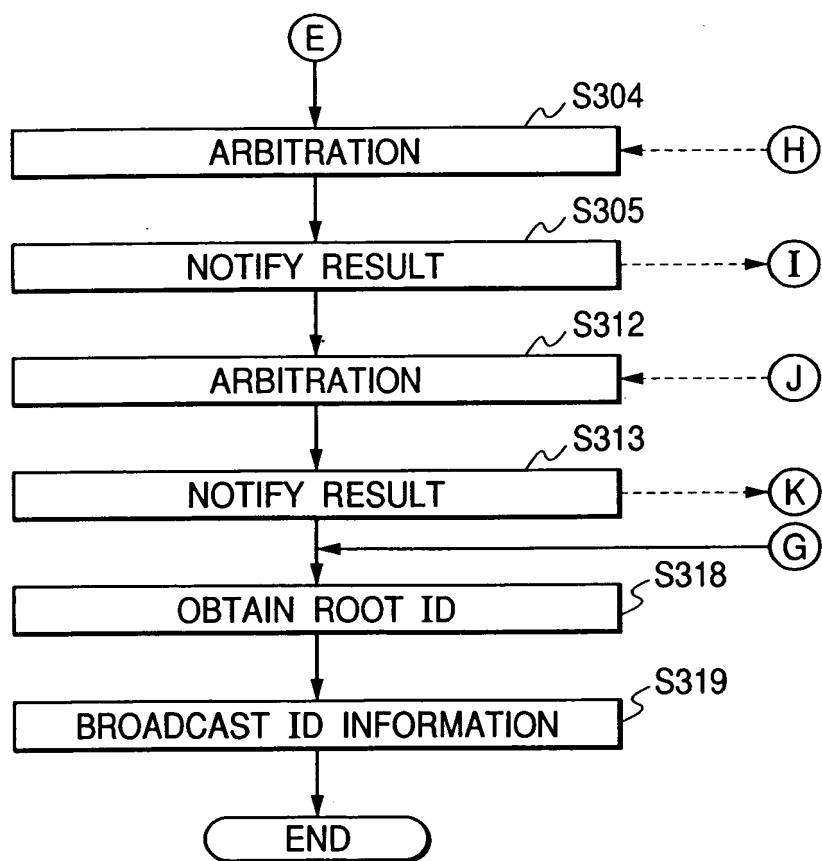 E
S304
ARBITRATION
H
S305
NOTIFY RESULT
I
S312
ARBITRATION
J
S313
NOTIFY RESULT
K
G
S318
OBTAIN ROOT ID
S319
BROADCAST ID INFORMATION
END